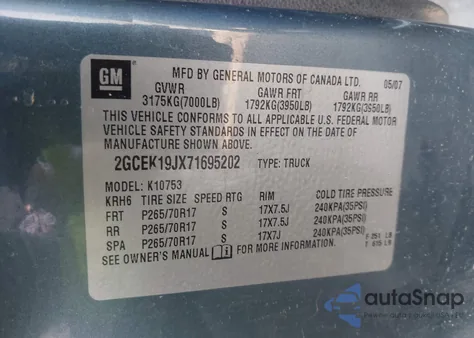 GM
MFD BY GENERAL MOTORS OF CANADA LTD. 05/07
GVWR GAWR FRT GAWR RR
3175KG(7000LB) 1792KG(3950LB) 1792KG(3950LB)
THIS VEHICLE CONFORMS TO ALL APPLICABLE U.S. FEDERAL MOTOR
VEHICLE SAFETY STANDARDS IN EFFECT ON THE DATE OF
MANUFACTURE SHOWN ABOVE.
2GCEK19JX71695202 TYPE: TRUCK
MODEL: K10753
KRH6 TIRE SIZE SPEED RTG RIM COLD TIRE PRESSURE
FRT P265/70R17 S 17X7.5J 240KPA(35PSI)
RR P265/70R17 S 17X7.5J 240KPA(35PSI)
SPA P265/70R17 S 17X7J 240KPA(35PSI)
SEE OWNER'S MANUAL FOR MORE INFORMATION.
F 251 LB
autoSnap